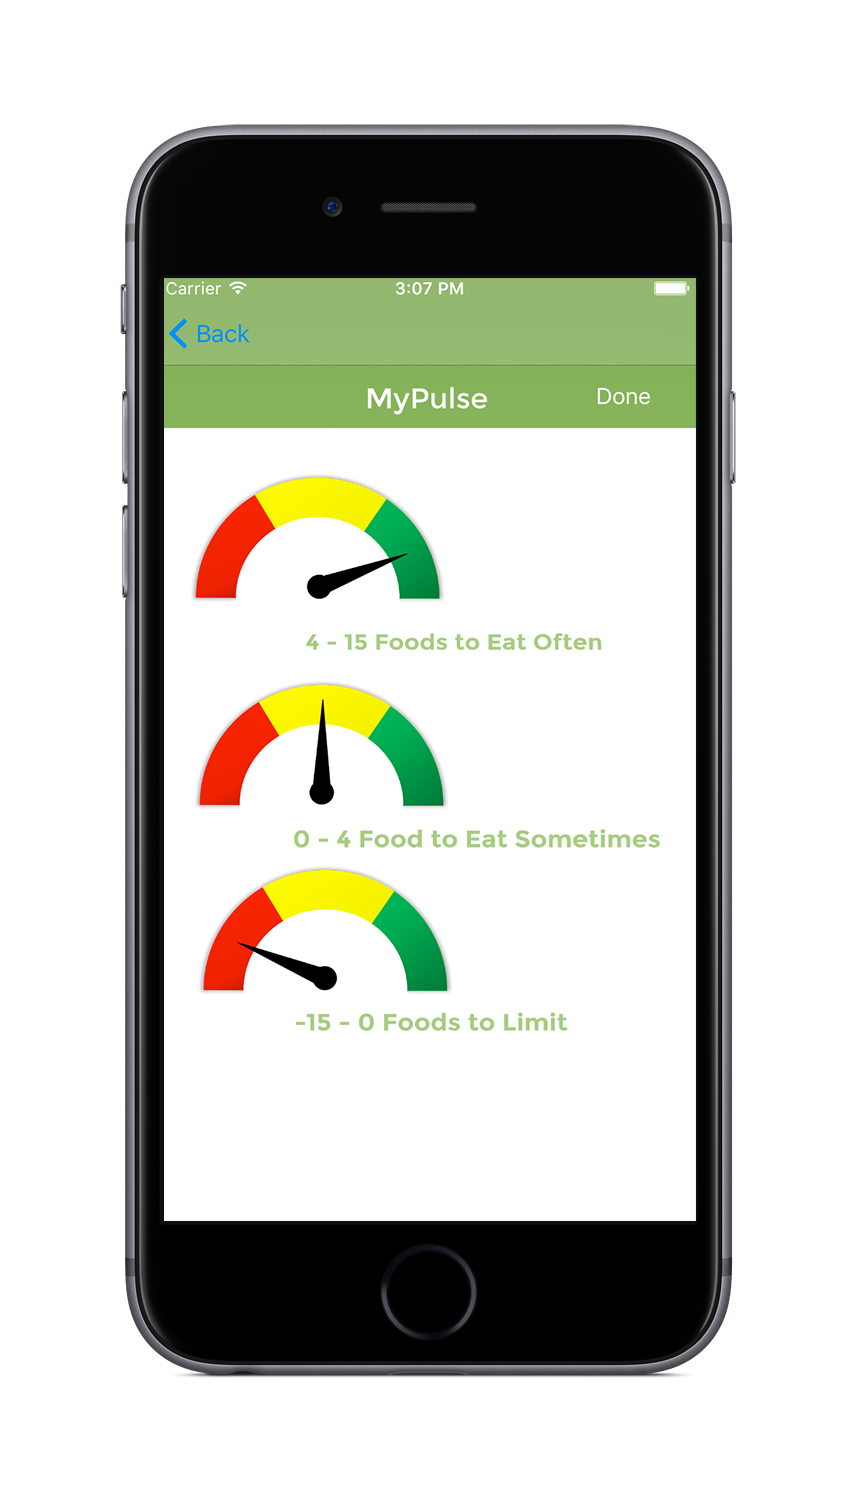 Carrier 3:07 PM
Back
MyPulse Done
4 - 15 Foods to Eat Often
0 - 4 Food to Eat Sometimes
-15 - 0 Foods to Limit